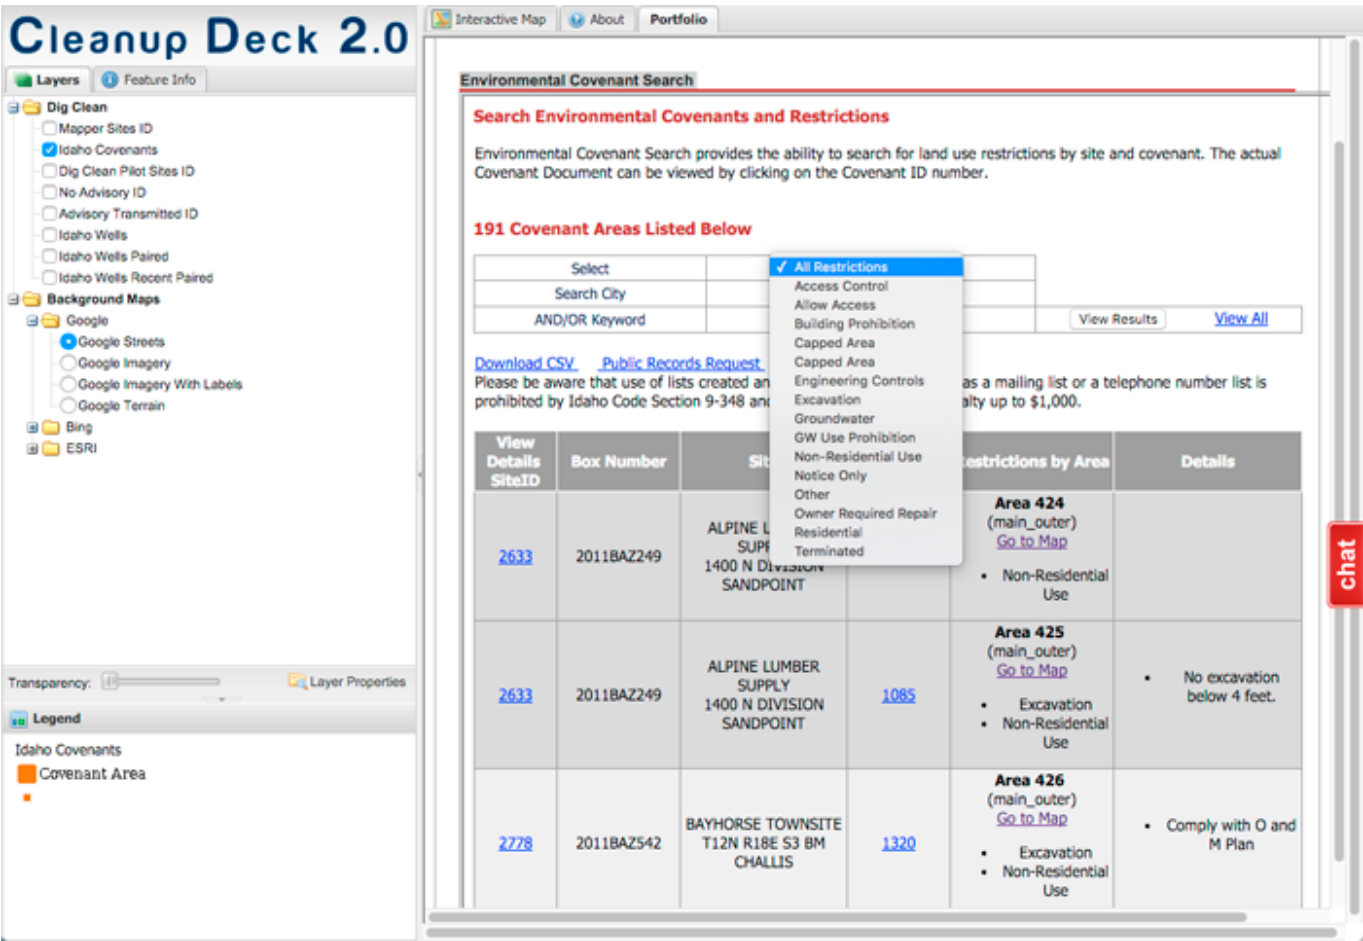 Cleanup Deck 2.0
Layers
Feature Info
Dig Clean
Mapper Sites ID
Idaho Covenants
Dig Clean Pilot Sites ID
No Advisory ID
Advisory Transmitted ID
Idaho Wells
Idaho Wells Paired
Idaho Wells Recent Paired
Background Maps
Google
Google Streets
Google Imagery
Google Imagery With Labels
Google Terrain
Bing
ESRI
Transparency:
Layer Properties
Legend
Idaho Covenants
Covenant Area
Interactive Map
About
Portfolio
Environmental Covenant Search
Search Environmental Covenants and Restrictions
Environmental Covenant Search provides the ability to search for land use restrictions by site and covenant. The actual
Covenant Document can be viewed by clicking on the Covenant ID number.
191 Covenant Areas Listed Below
Select
Search City
AND/OR Keyword
View Results
View All
✓ All Restrictions
Access Control
Allow Access
Building Prohibition
Capped Area
Capped Area
Engineering Controls
Excavation
Groundwater
GW Use Prohibition
Non-Residential Use
Notice Only
Other
Owner Required Repair
Residential
Terminated
Download CSV
Public Records Request
Please be aware that use of lists created an
as a mailing list or a telephone number list is
prohibited by Idaho Code Section 9-348 and
alty up to $1,000.
View
Details
SiteID
Box Number
Sit
estrictions by Area
Details
2633
2011BAZ249
ALPINE L
SUPP
1400 N DIVISION
SANDPOINT
Area 424
(main_outer)
Go to Map
• Non-Residential
Use
2633
2011BAZ249
ALPINE LUMBER
SUPPLY
1400 N DIVISION
SANDPOINT
1085
Area 425
(main_outer)
Go to Map
• Excavation
• Non-Residential
Use
• No excavation
below 4 feet.
2778
2011BAZ542
BAYHORSE TOWNSITE
T12N R18E S3 BM
CHALLIS
1320
Area 426
(main_outer)
Go to Map
• Excavation
• Non-Residential
Use
• Comply with O and
M Plan
chat